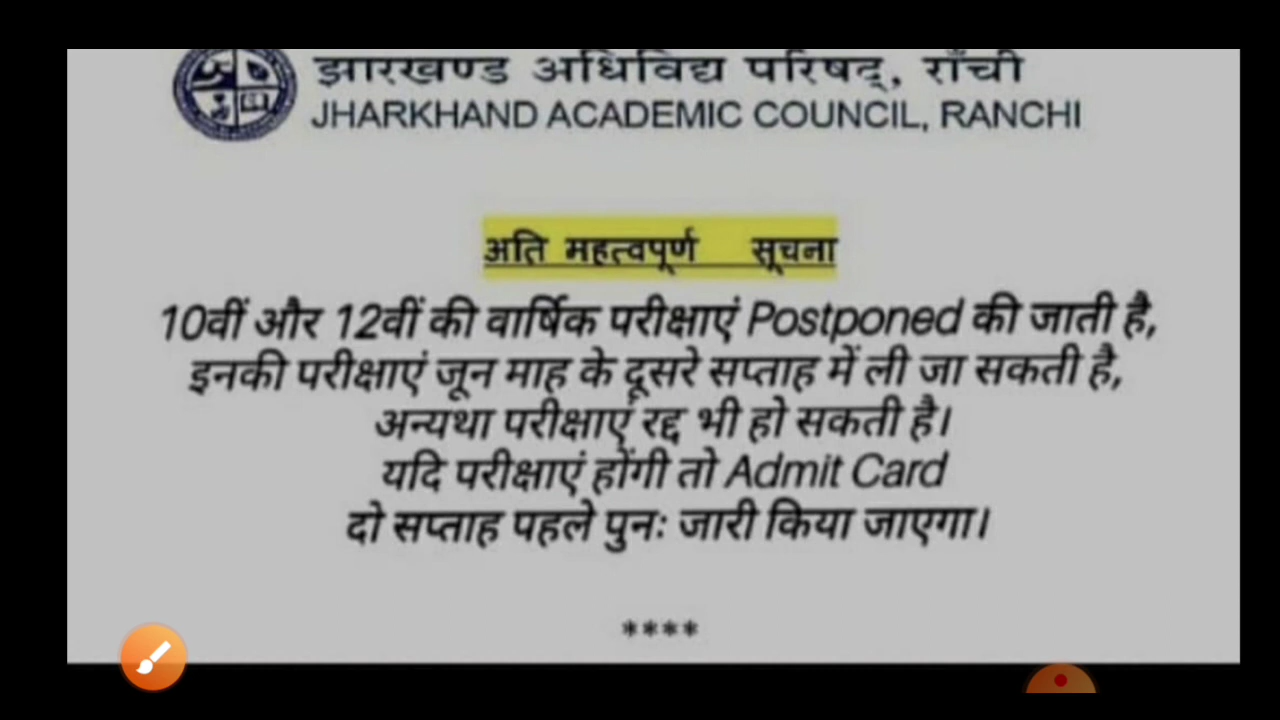 झारखण्ड अधिविद्य परिषद्, राँची
JHARKHAND ACADEMIC COUNCIL, RANCHI
अति महत्वपूर्ण सूचना
10वीं और 12वीं की वार्षिक परीक्षाएं Postponed की जाती है,
इनकी परीक्षाएं जून माह के दूसरे सप्ताह में ली जा सकती है,
अन्यथा परीक्षाएं रद्द भी हो सकती है।
यदि परीक्षाएं होंगी तो Admit Card
दो सप्ताह पहले पुनः जारी किया जाएगा।
****